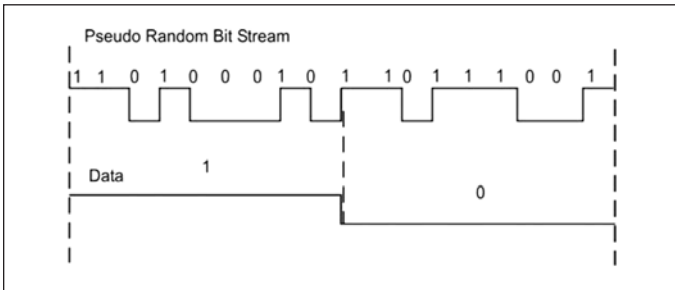 Pseudo Random Bit Stream
1 1 0 1 0 0 0 1 0 1 1 0 1 1 1 0 0 1
Data 1
0